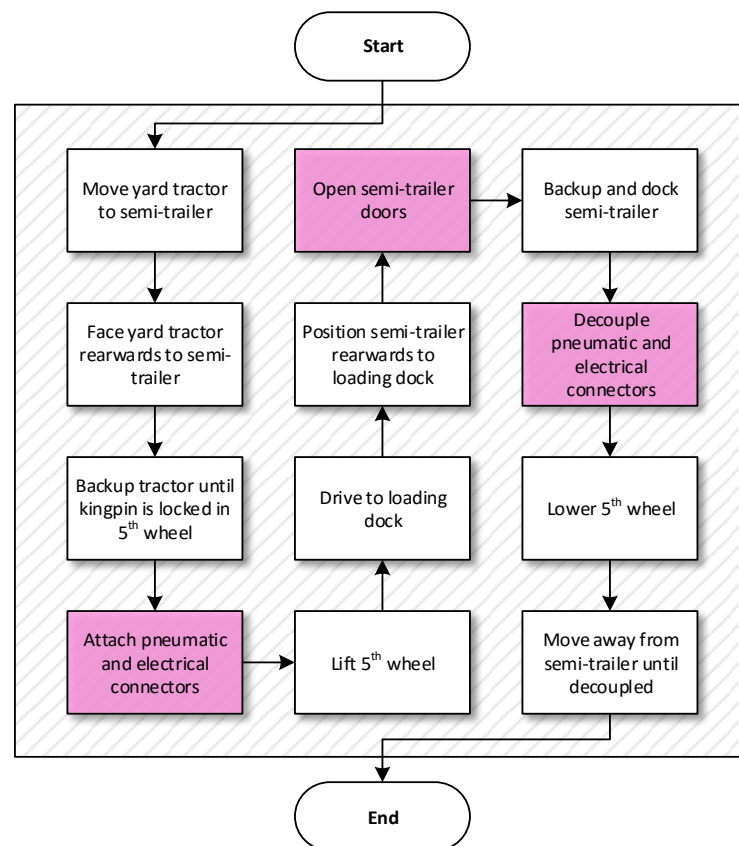 Start
Move yard tractor
to semi-trailer
Face yard tractor
rearwards to semi-
trailer
Backup tractor until
kingpin is locked in
5th wheel
Attach pneumatic
and electrical
connectors
Lift 5th wheel
Drive to loading
dock
Position semi-trailer
rearwards to
loading dock
Open semi-trailer
doors
Backup and dock
semi-trailer
Decouple
pneumatic and
electrical
connectors
Lower 5th wheel
Move away from
semi-trailer until
decoupled
End